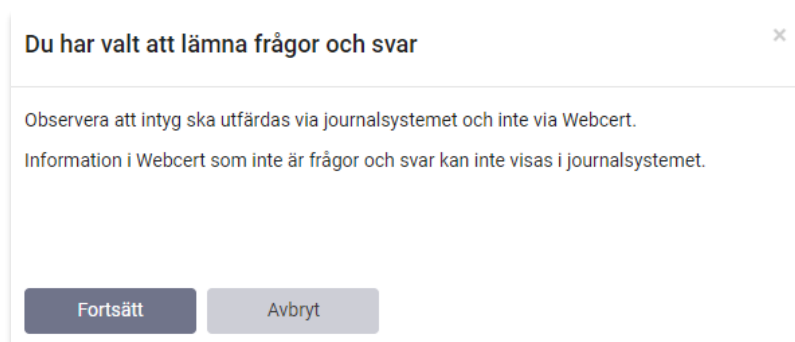 Du har valt att lämna frågor och svar
×
Observera att intyg ska utfärdas via journalsystemet och inte via Webcert.
Information i Webcert som inte är frågor och svar kan inte visas i journalsystemet.
Fortsätt
Avbryt